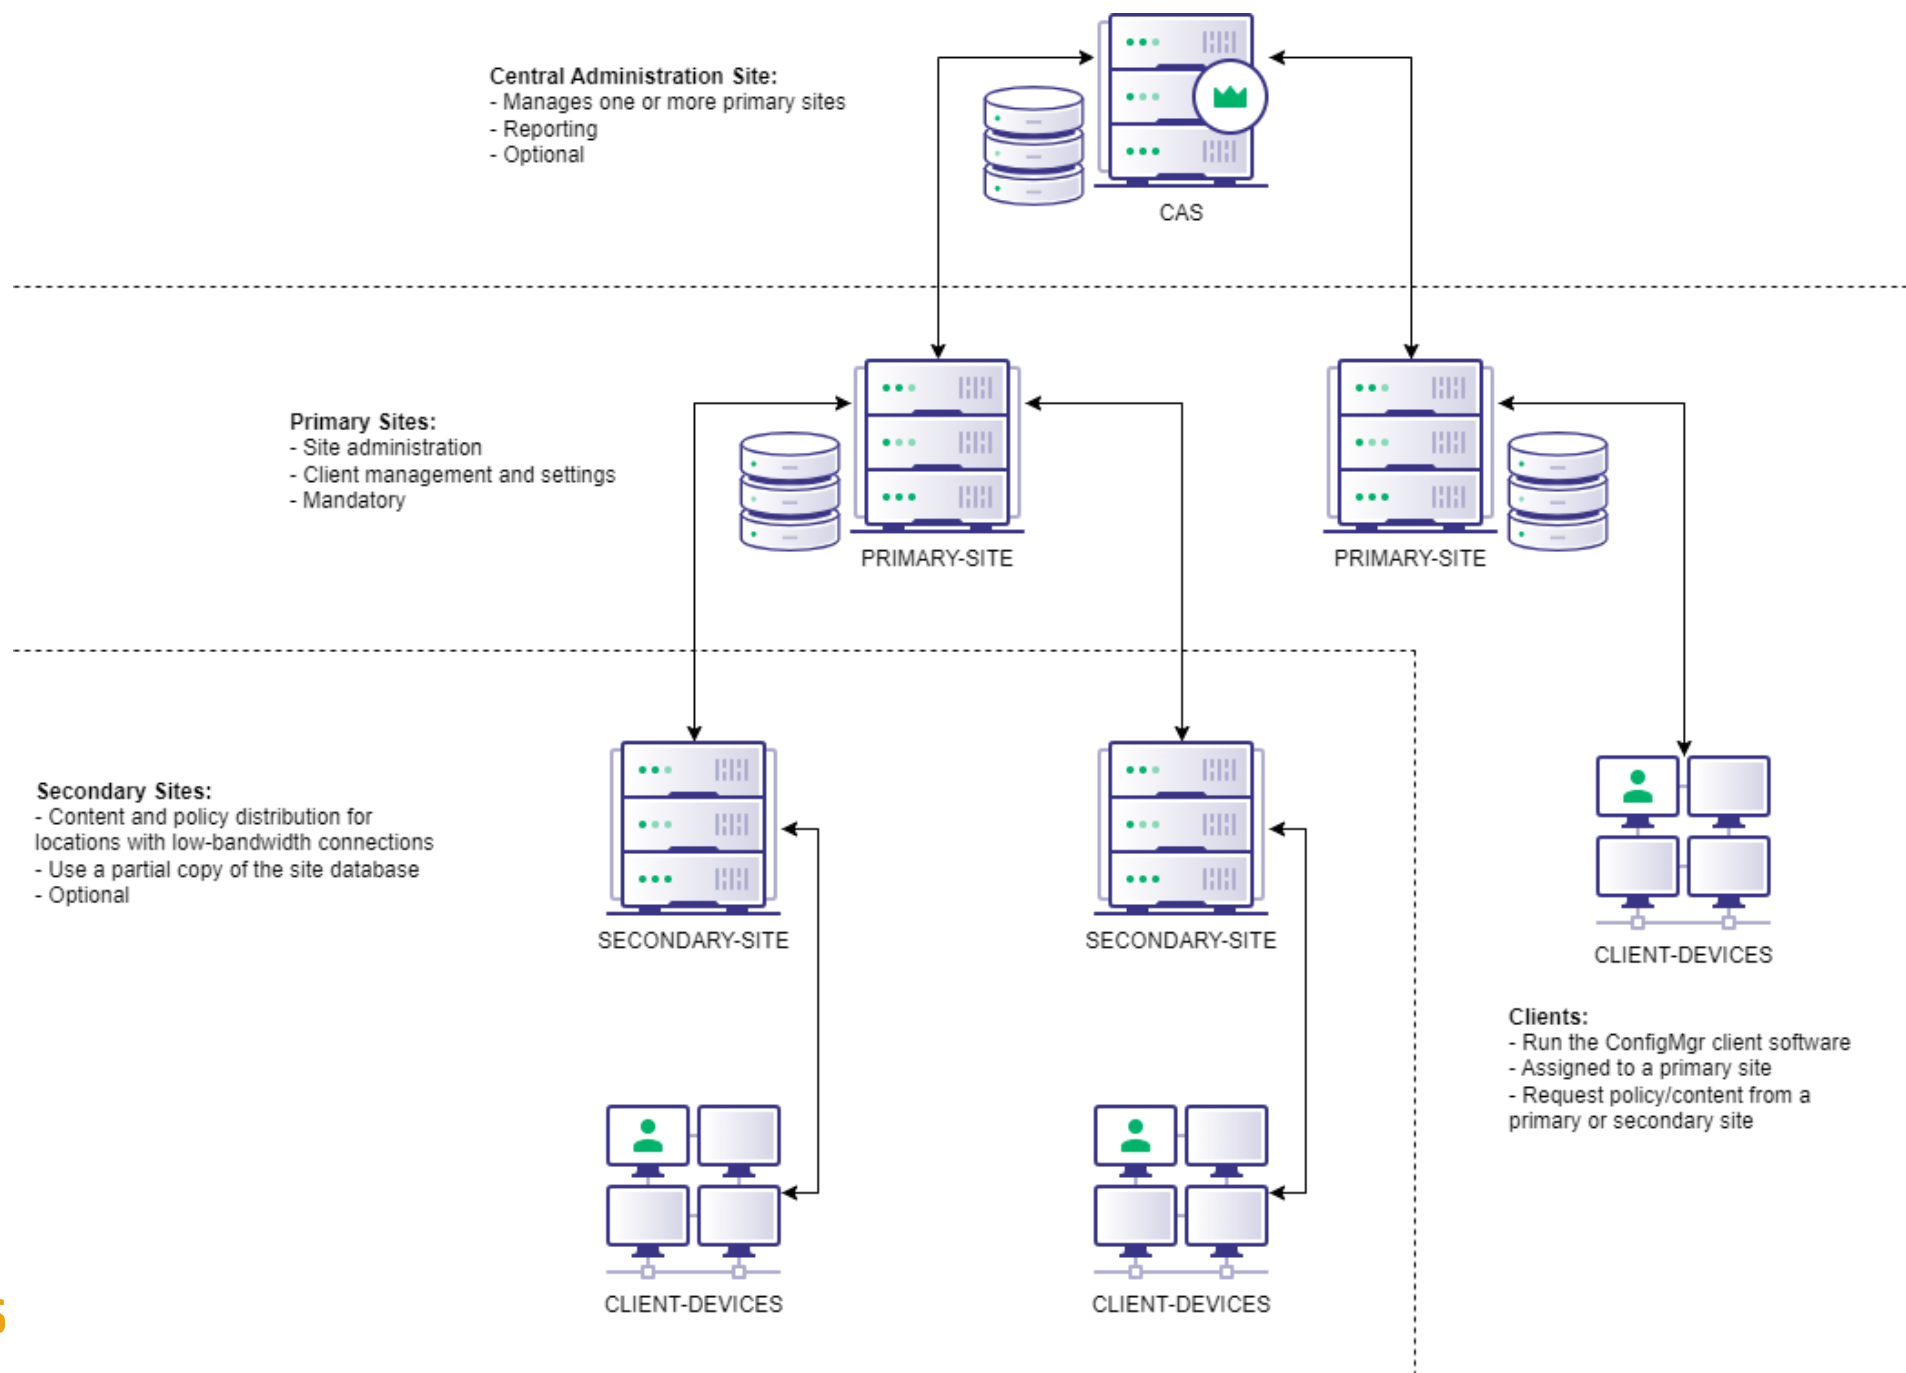 Central Administration Site:
- Manages one or more primary sites
- Reporting
- Optional
CAS
Primary Sites:
- Site administration
- Client management and settings
- Mandatory
PRIMARY-SITE
PRIMARY-SITE
Secondary Sites:
- Content and policy distribution for
locations with low-bandwidth connections
- Use a partial copy of the site database
- Optional
SECONDARY-SITE
SECONDARY-SITE
CLIENT-DEVICES
Clients:
- Run the ConfigMgr client software
- Assigned to a primary site
- Request policy/content from a
primary or secondary site
CLIENT-DEVICES
CLIENT-DEVICES